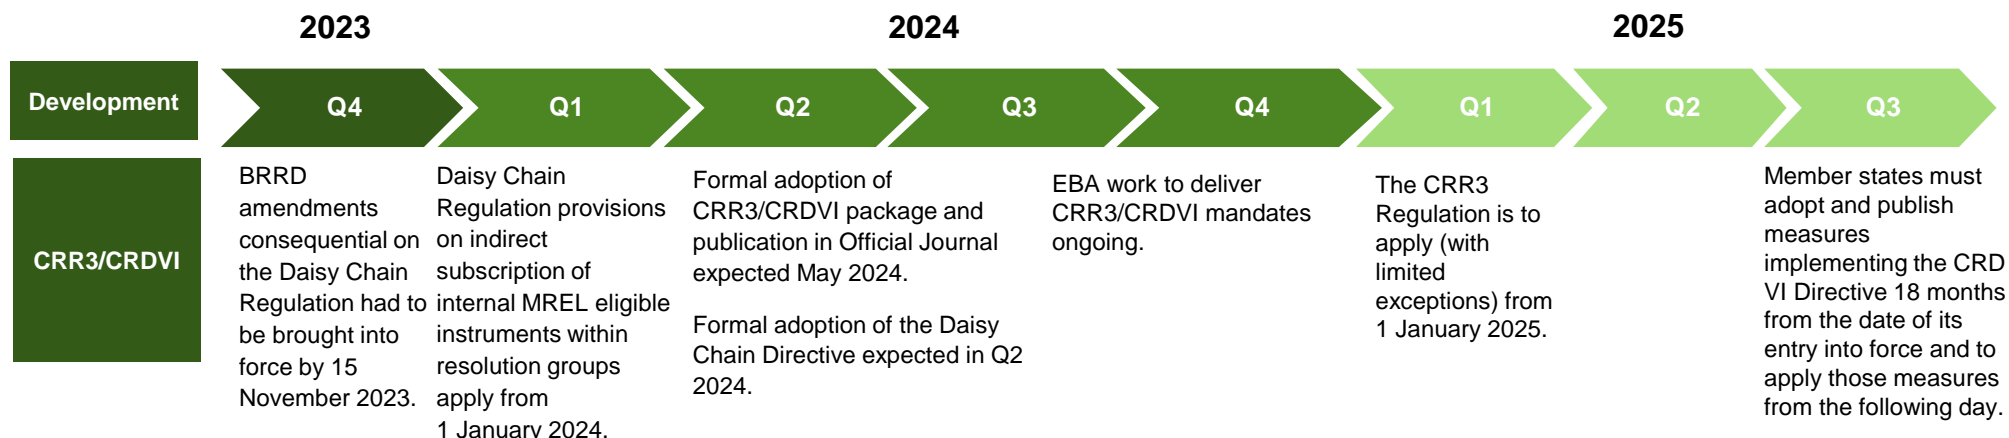 2023
2024
2025
Development
Q4
Q1
Q2
Q3
Q4
Q1
Q2
Q3
CRR3/CRDVI
BRRD
amendments
consequential on
the Daisy Chain
Regulation had to
be brought into
force by 15
November 2023.
Daisy Chain
Regulation provisions
on indirect
subscription of
internal MREL eligible
instruments within
resolution groups
apply from
1 January 2024.
Formal adoption of
CRR3/CRDVI package and
publication in Official Journal
expected May 2024.
Formal adoption of the Daisy
Chain Directive expected in Q2
2024.
EBA work to deliver
CRR3/CRDVI mandates
ongoing.
The CRR3
Regulation is to
apply (with
limited
exceptions) from
1 January 2025.
Member states must
adopt and publish
measures
implementing the CRD
VI Directive 18 months
from the date of its
entry into force and to
apply those measures
from the following day.